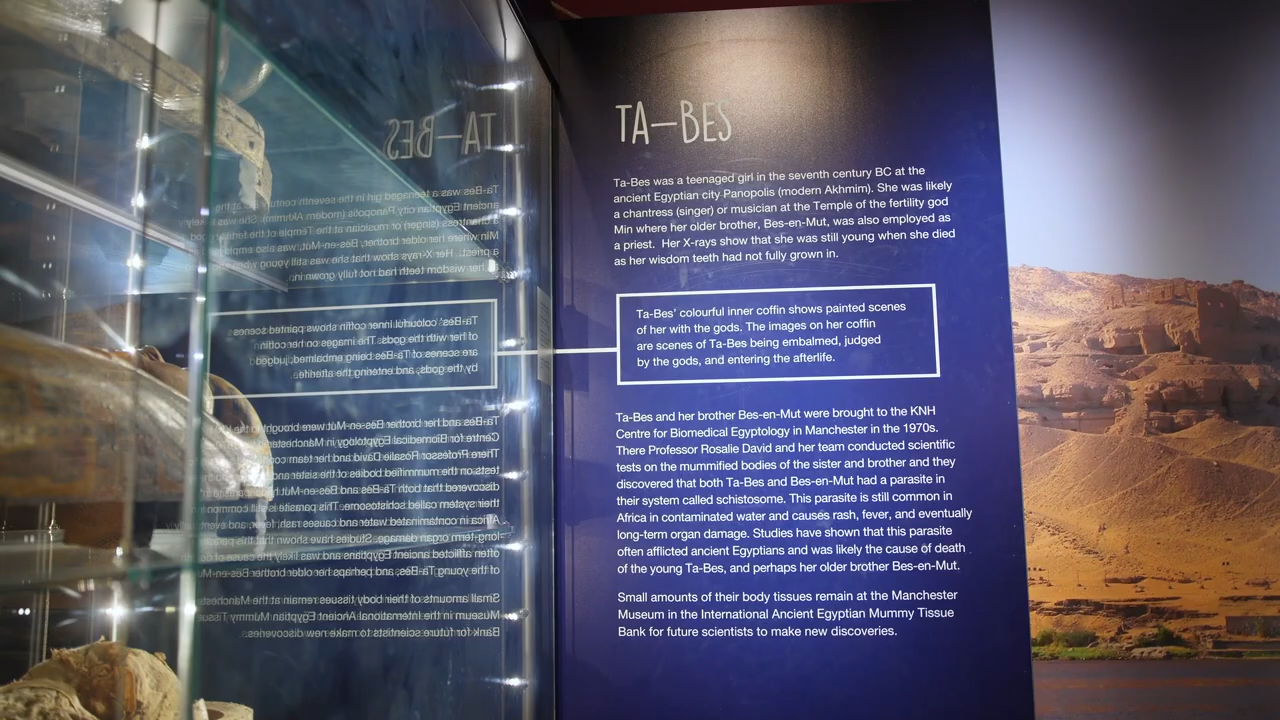 TA–BES
Ta-Bes was a teenaged girl in the seventh century BC at the
ancient Egyptian city Panopolis (modern Akhmim). She was likely
a chantress (singer) or musician at the Temple of the fertility god
Min where her older brother, Bes-en-Mut, was also employed as
a priest. Her X-rays show that she was still young when she died
as her wisdom teeth had not fully grown in.
Ta-Bes' colourful inner coffin shows painted scenes
of her with the gods. The images on her coffin
are scenes of Ta-Bes being embalmed, judged
by the gods, and entering the afterlife.
Ta-Bes and her brother Bes-en-Mut were brought to the KNH
Centre for Biomedical Egyptology in Manchester in the 1970s.
There Professor Rosalie David and her team conducted scientific
tests on the mummified bodies of the sister and brother and they
discovered that both Ta-Bes and Bes-en-Mut had a parasite in
their system called schistosome. This parasite is still common in
Africa in contaminated water and causes rash, fever, and eventually
long-term organ damage. Studies have shown that this parasite
often afflicted ancient Egyptians and was likely the cause of death
of the young Ta-Bes, and perhaps her older brother Bes-en-Mut.
Small amounts of their body tissues remain at the Manchester
Museum in the International Ancient Egyptian Mummy Tissue
Bank for future scientists to make new discoveries.